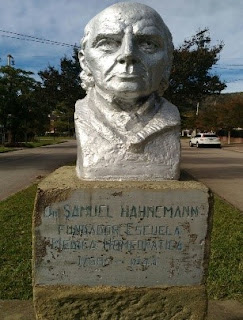 Dr SAMUEL HAHNEMANN
FUNDADOR ESCUELA
MEDICA HOMEOPATICA